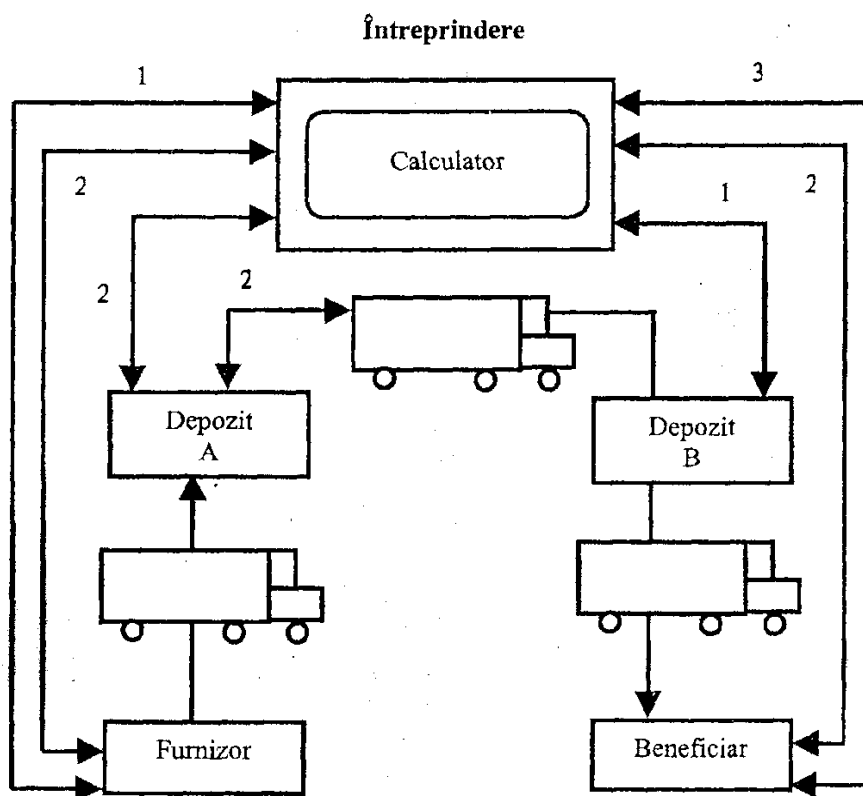 Întreprindere
1
3
Calculator
2
2
1
2
2
Depozit
A
Depozit
B
Furnizor
Beneficiar